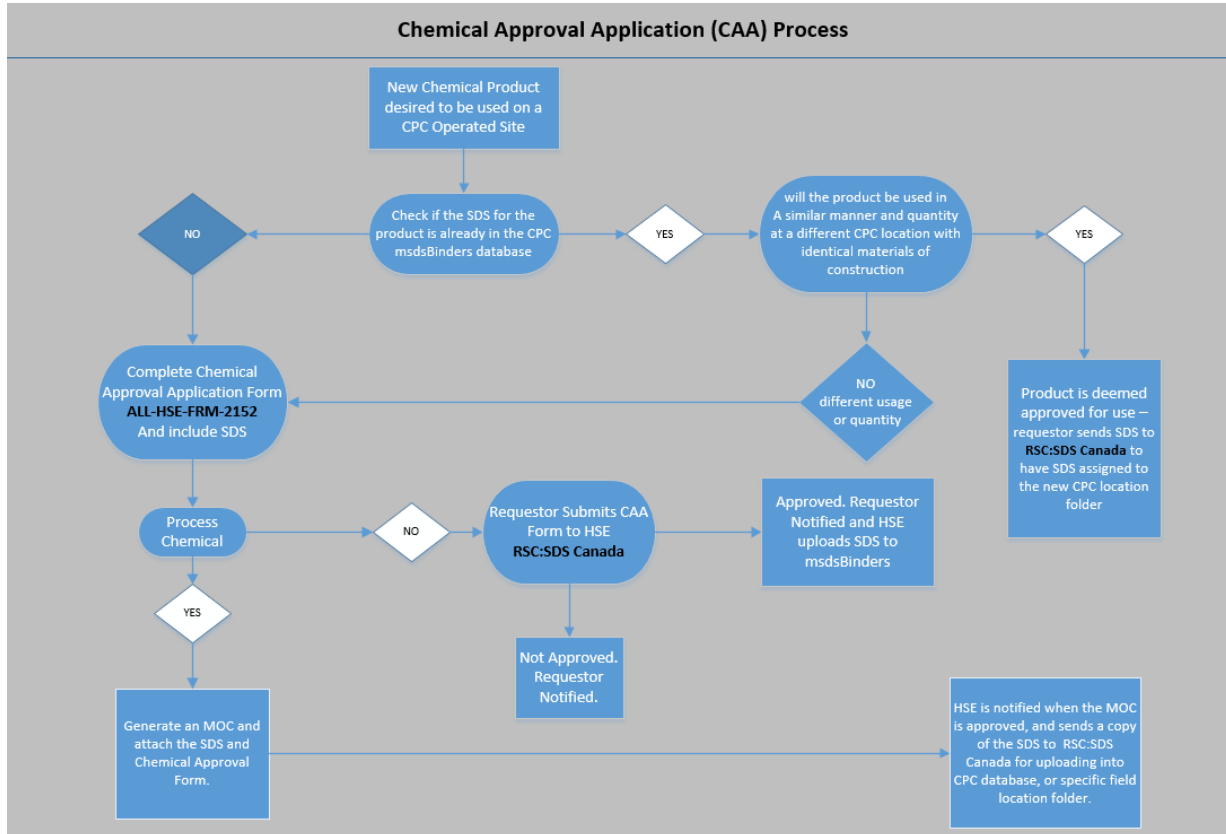 Chemical Approval Application (CAA) Process
New Chemical Product
desired to be used on a
CPC Operated Site
NO
Check if the SDS for the
product is already in the CPC
msdsBinders database
YES
will the product be used in
A similar manner and quantity
at a different CPC location with
identical materials of
construction
YES
Complete Chemical
Approval Application Form
ALL-HSE-FRM-2152
And include SDS
NO
different usage
or quantity
Product is deemed
approved for use –
requestor sends SDS to
RSC:SDS Canada to
have SDS assigned to
the new CPC location
folder
Process
Chemical
NO
Requestor Submits CAA
Form to HSE
RSC:SDS Canada
Approved. Requestor
Notified and HSE
uploads SDS to
msdsBinders
YES
Not Approved.
Requestor
Notified.
Generate an MOC and
attach the SDS and
Chemical Approval
Form.
HSE is notified when the MOC
is approved, and sends a copy
of the SDS to RSC:SDS
Canada for uploading into
CPC database, or specific field
location folder.